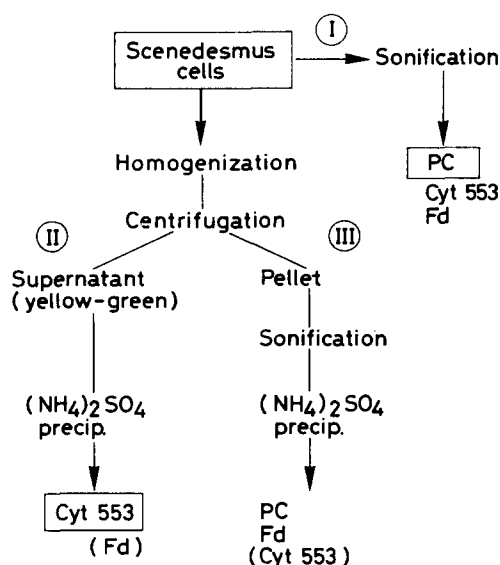 I
Scenedesmus
cells
Sonification
PC
Cyt 553
Fd
Homogenization
Centrifugation
II
III
Supernatant
(yellow-green)
Pellet
Sonification
(NH4)2SO4
precip.
(NH4)2SO4
precip.
Cyt 553
(Fd)
PC
Fd
(Cyt 553)